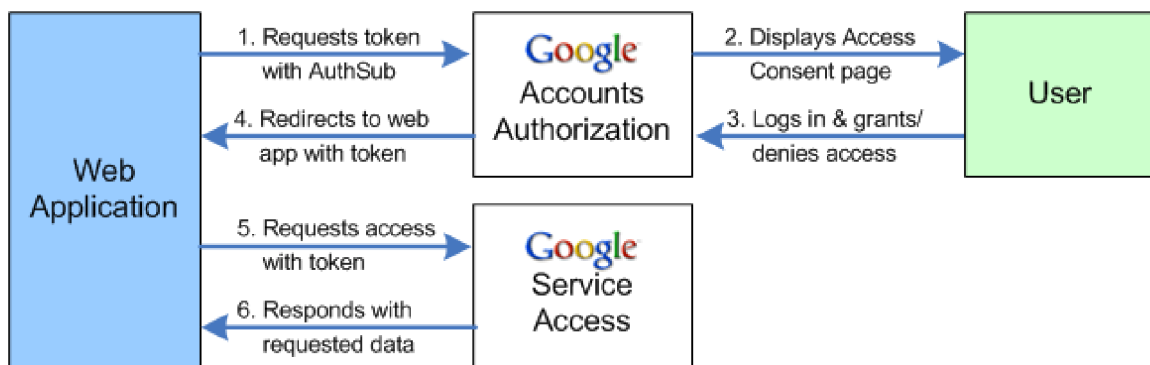 Web
Application
1. Requests token
with AuthSub
4. Redirects to web
app with token
Google
Accounts
Authorization
2. Displays Access
Consent page
3. Logs in & grants/
denies access
User
5. Requests access
with token
6. Responds with
requested data
Google
Service
Access